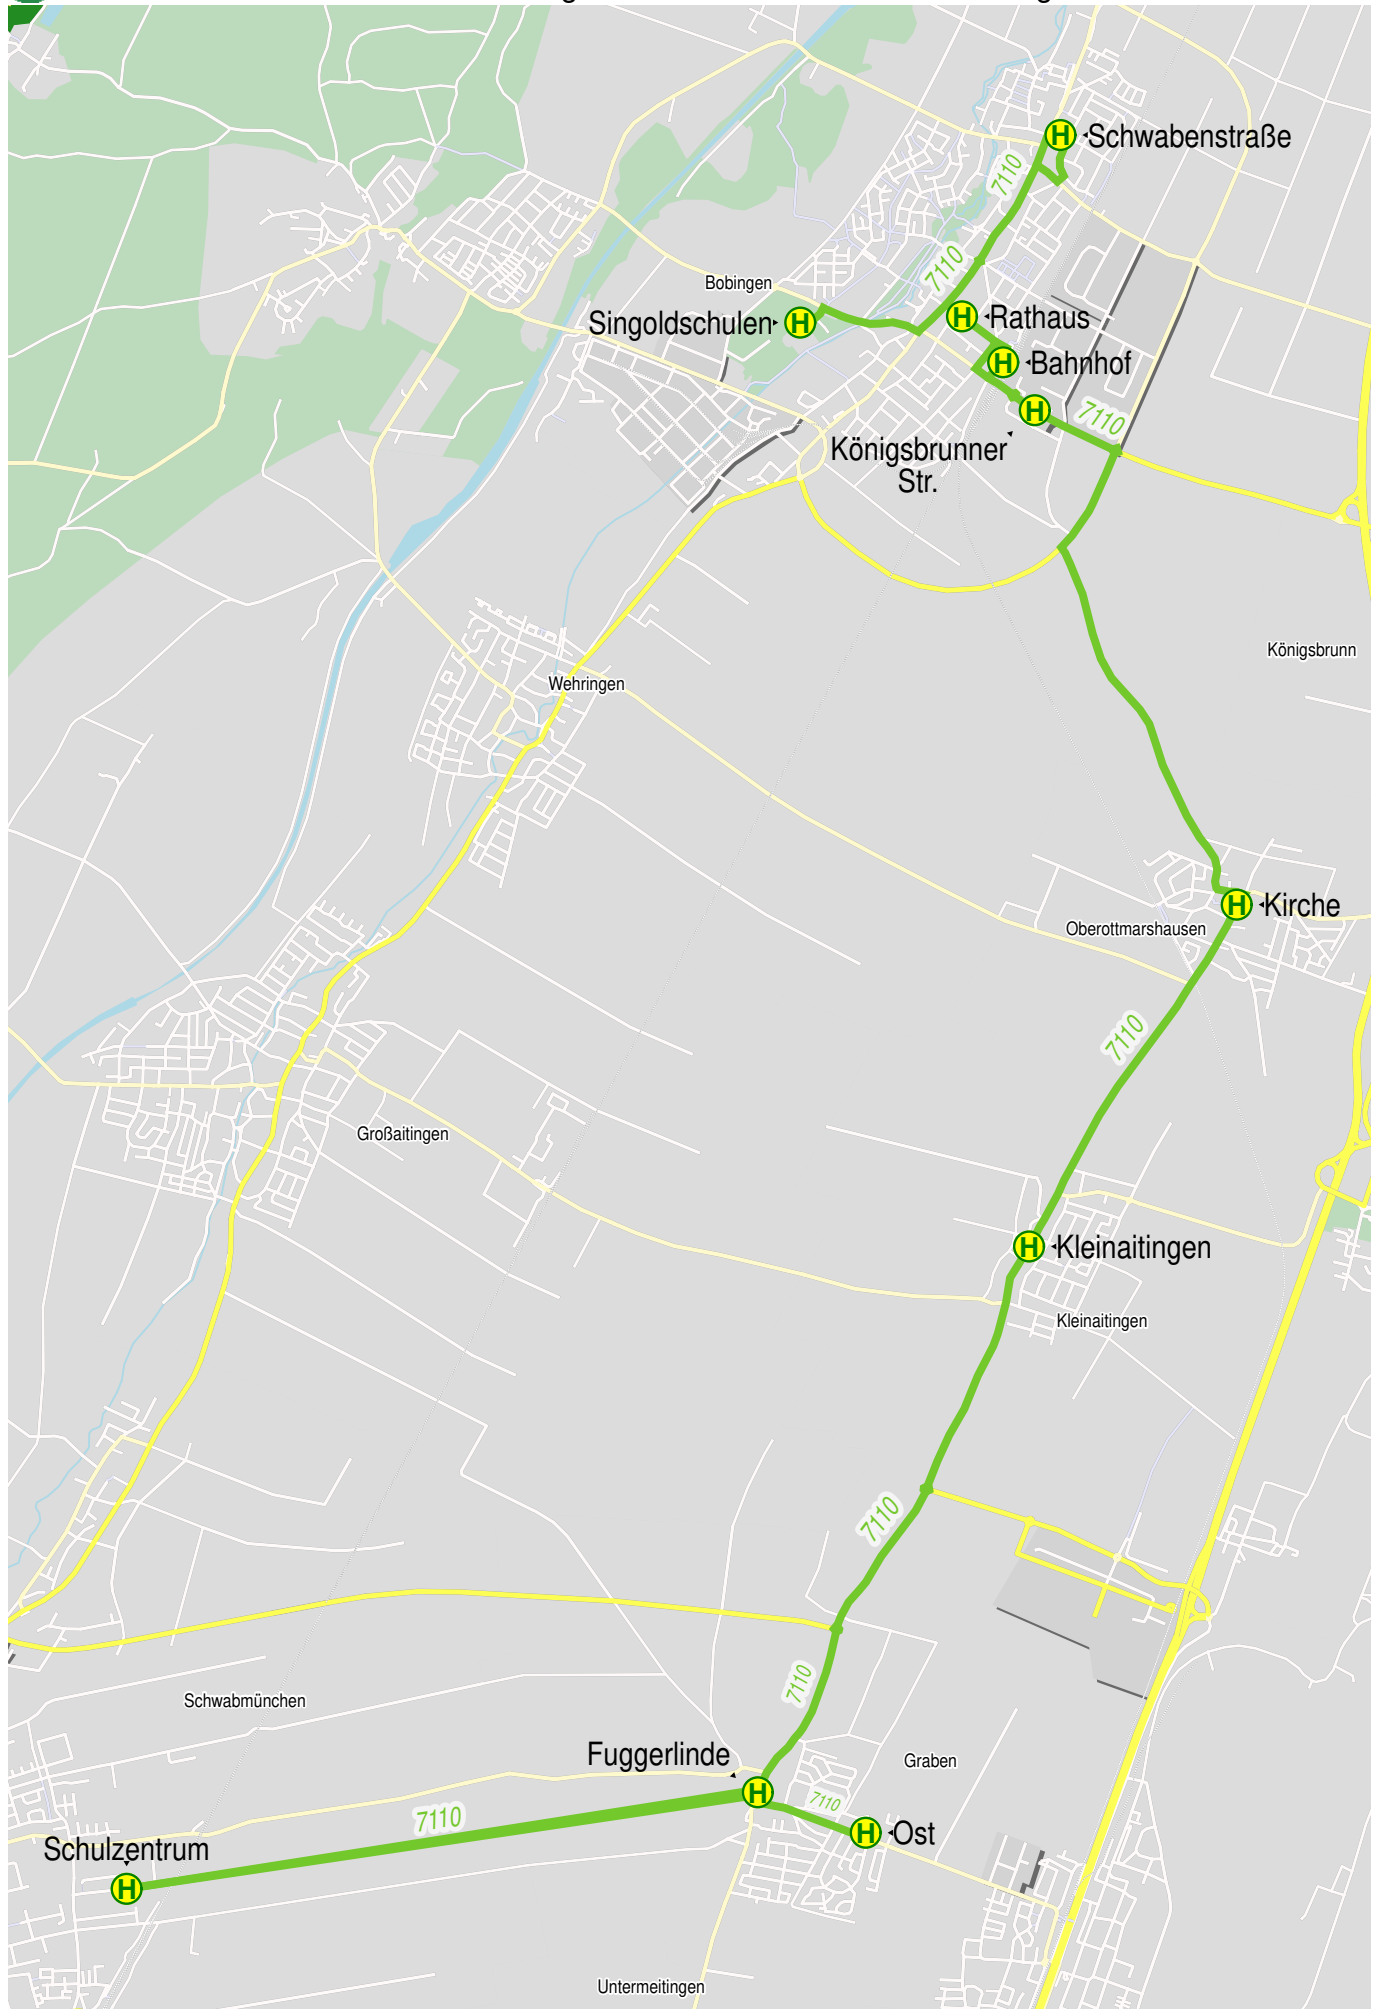 Schwabenstraße
7110
7110
Bobingen
Singoldschulen
Rathaus
Bahnhof
7110
Königsbrunner
Str.
Königsbrunn
Wehringen
Kirche
Oberottmarshausen
7110
Großaitingen
Kleinaitingen
Kleinaitingen
7110
7110
Schwabmünchen
Fuggerlinde
Graben
7110
7110
Ost
Schulzentrum
Untermeitingen
H
H
H
H
H
H
H
H
H
H